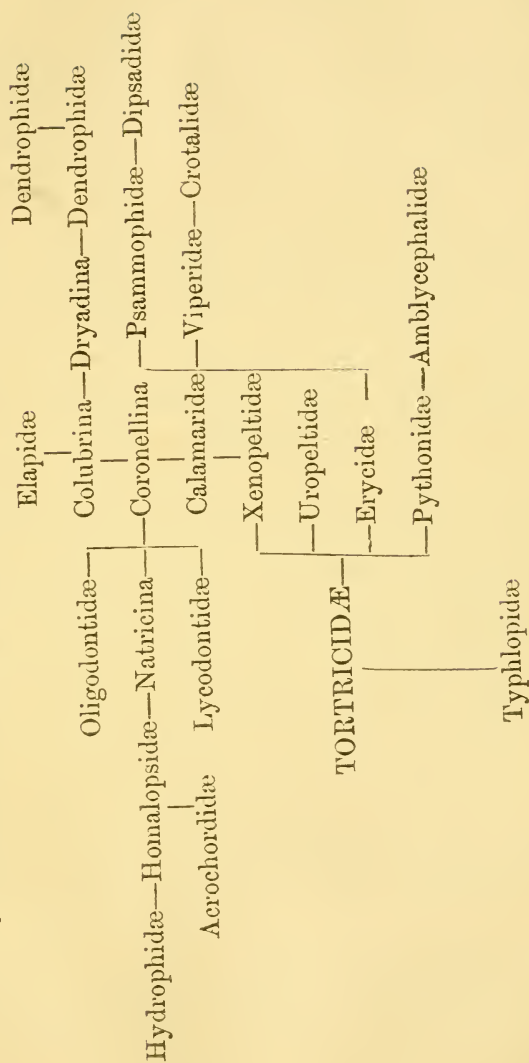 Elapidæ Dendrophidæ
Oligodontidæ— Colubrina—Dryadina—Dendrophidæ
Hydrophidæ—Homalopsidæ—Natricina—Coronellina —Psammophidæ—Dipsadidæ
Acrochordidæ Lycodontidæ— Calamaridæ —Viperidæ—Crotalidæ
—Xenopeltidæ
—Uropeltidæ
TORTRICIDÆ— —Erycidæ —
—Pythonidæ —Amblycephalidæ
Typhlopidæ